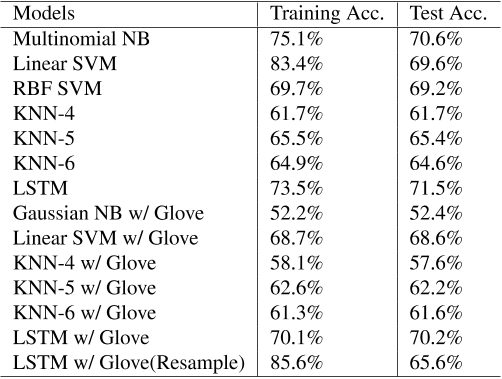 Models Training Acc. Test Acc.
Multinomial NB 75.1% 70.6%
Linear SVM 83.4% 69.6%
RBF SVM 69.7% 69.2%
KNN-4 61.7% 61.7%
KNN-5 65.5% 65.4%
KNN-6 64.9% 64.6%
LSTM 73.5% 71.5%
Gaussian NB w/ Glove 52.2% 52.4%
Linear SVM w/ Glove 68.7% 68.6%
KNN-4 w/ Glove 58.1% 57.6%
KNN-5 w/ Glove 62.6% 62.2%
KNN-6 w/ Glove 61.3% 61.6%
LSTM w/ Glove 70.1% 70.2%
LSTM w/ Glove(Resample) 85.6% 65.6%